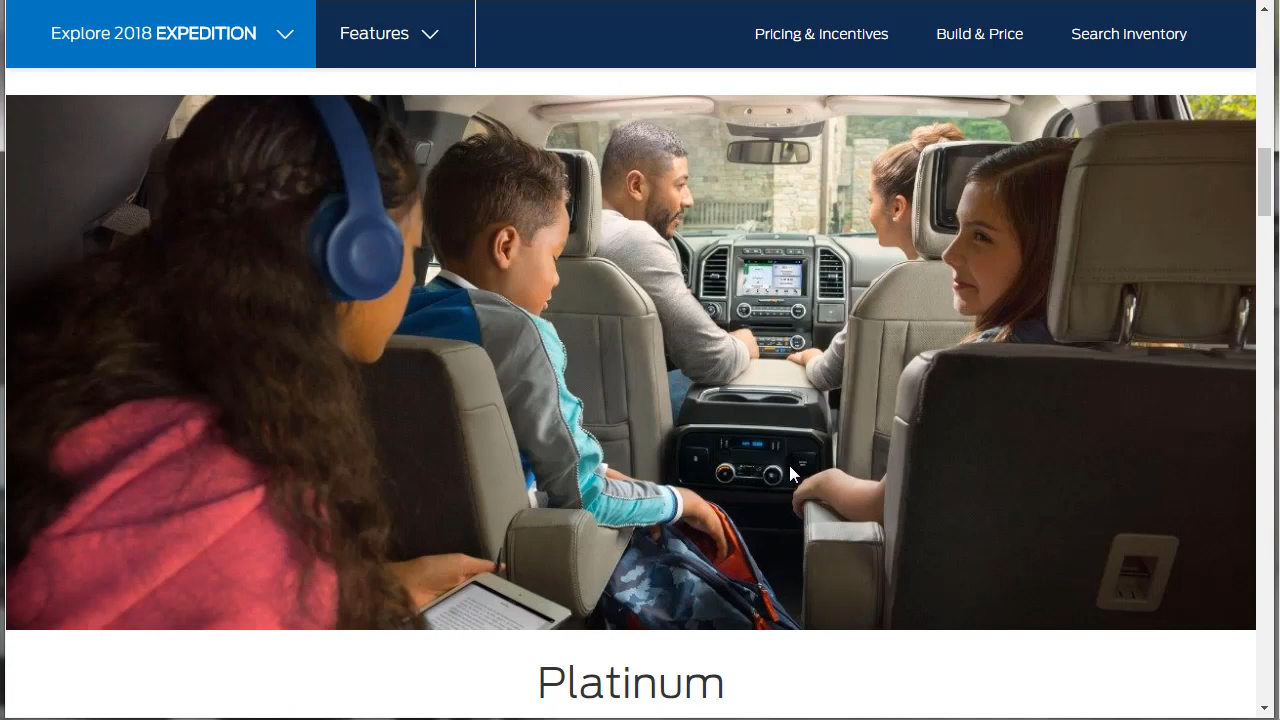 Explore 2018 EXPEDITION
Features
Pricing & Incentives
Build & Price
Search Inventory
Platinum